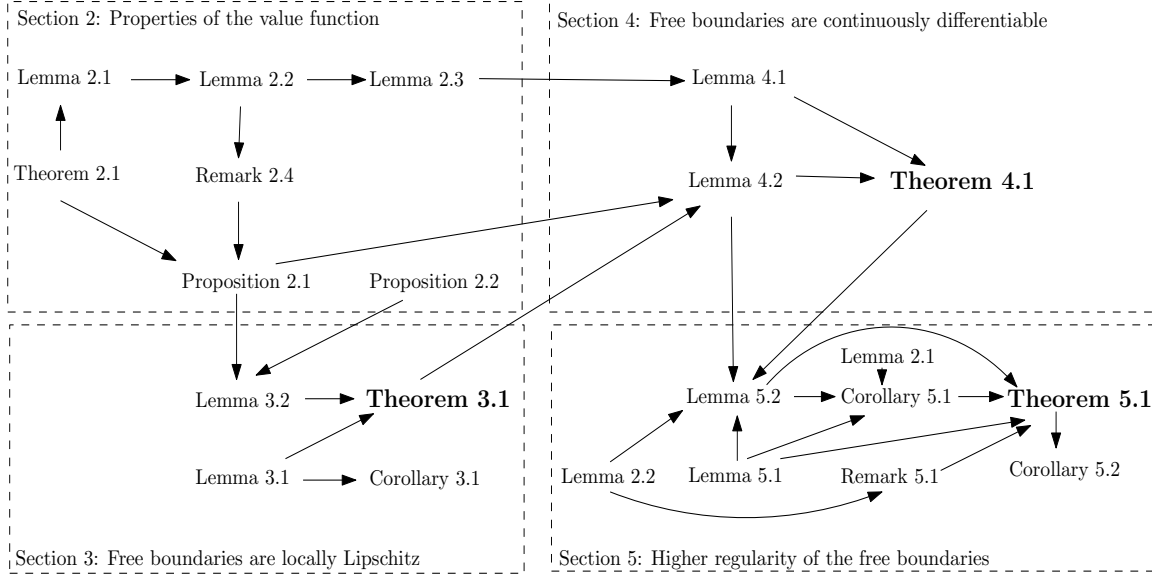 Section 2: Properties of the value function
Lemma 2.1
Lemma 2.2
Lemma 2.3
Theorem 2.1
Remark 2.4
Proposition 2.1
Proposition 2.2
Section 4: Free boundaries are continuously differentiable
Lemma 4.1
Lemma 4.2
Theorem 4.1
Lemma 3.2
Theorem 3.1
Lemma 3.1
Corollary 3.1
Section 3: Free boundaries are locally Lipschitz
Lemma 2.1
Lemma 5.2
Corollary 5.1
Theorem 5.1
Lemma 2.2
Lemma 5.1
Remark 5.1
Corollary 5.2
Section 5: Higher regularity of the free boundaries